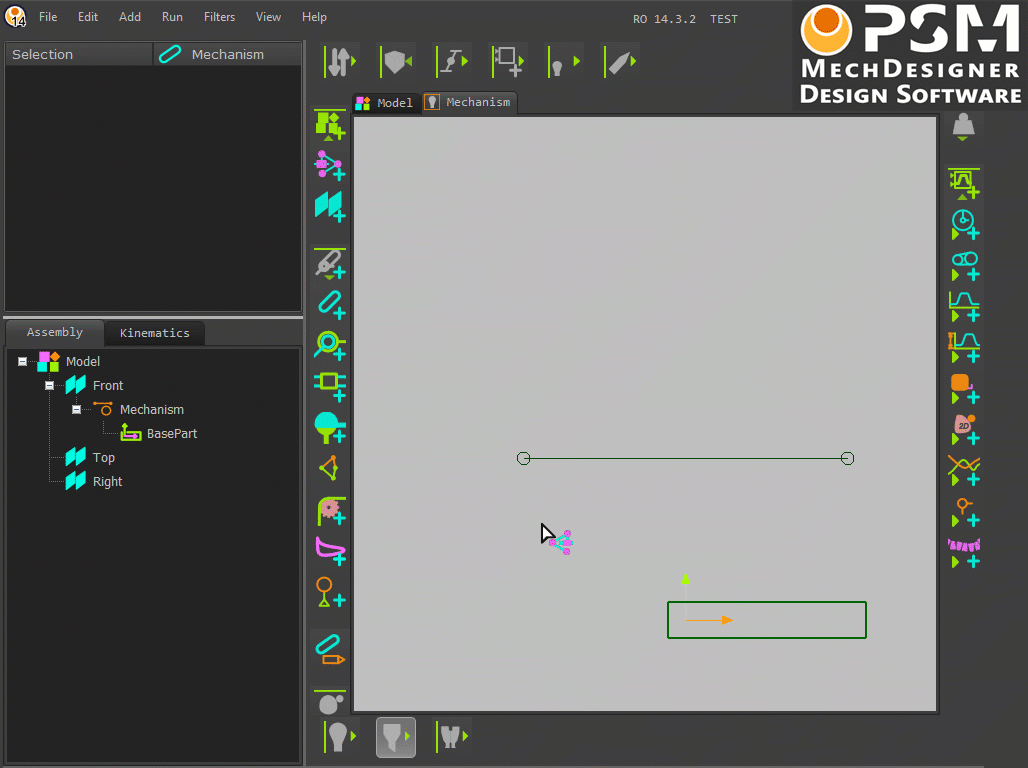 14
File Edit Add Run Filters View Help
RO 14.3.2 TEST
PSM
MECHDESIGNER
DESIGN SOFTWARE
Selection Mechanism
Model Mechanism
Assembly Kinematics
Model
Front
Mechanism
BasePart
Top
Right
2D